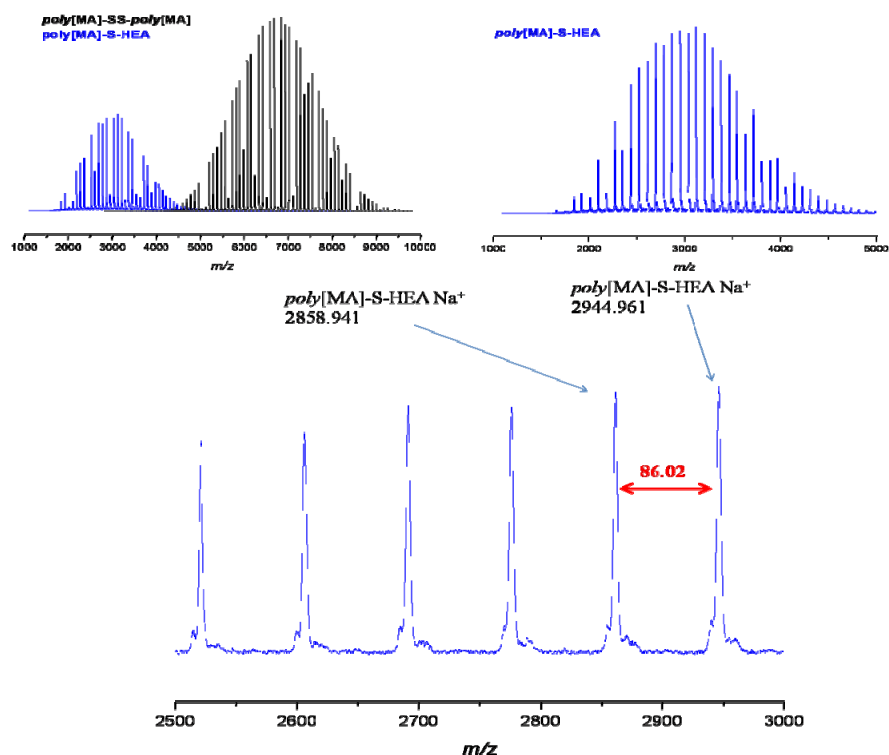 poly[MA]-SS-poly[MA]
poly[MA]-S-HEA
1000 2000 3000 4000 5000 6000 7000 8000 9000 10000
m/z
poly[MA]-S-HEA
1000 2000 3000 4000 5000
m/z
poly[MA]-S-HEA Na⁺
2858.941
poly[MA]-S-HEA Na⁺
2944.961
86.02
2500 2600 2700 2800 2900 3000
m/z